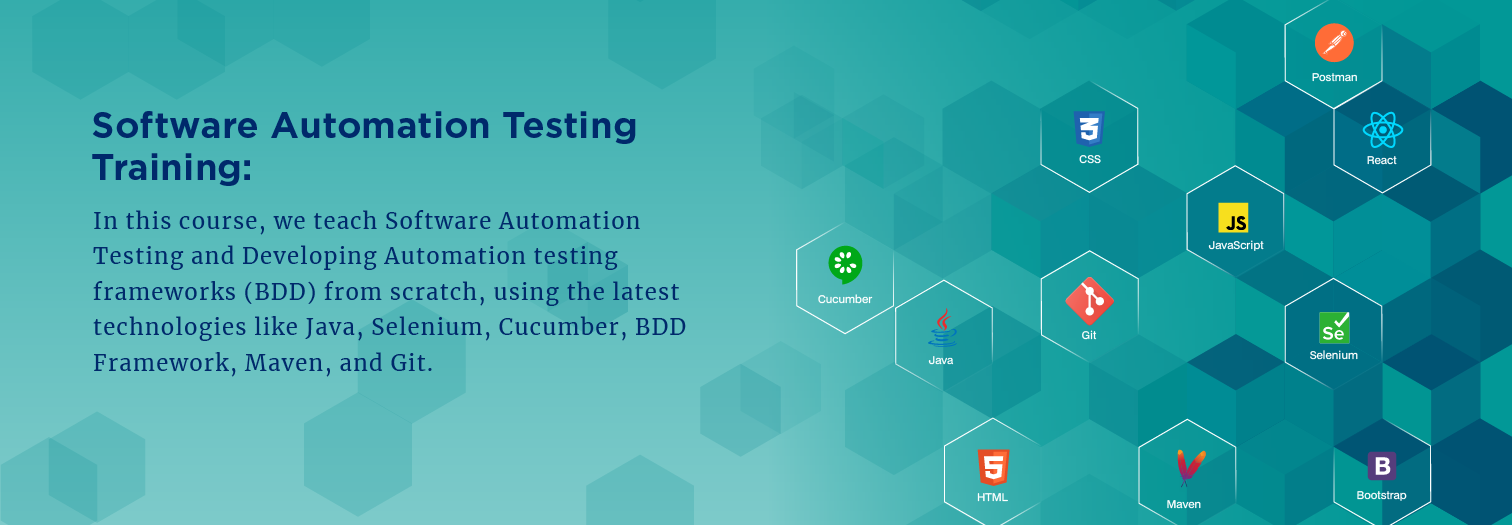 Software Automation Testing
Training:
In this course, we teach Software Automation
Testing and Developing Automation testing
frameworks (BDD) from scratch, using the latest
technologies like Java, Selenium, Cucumber, BDD
Framework, Maven, and Git.
Postman
3
CSS
React
JS
JavaScript
Cucumber
Git
Java
Se
Selenium
5
HTML
Maven
B
Bootstrap